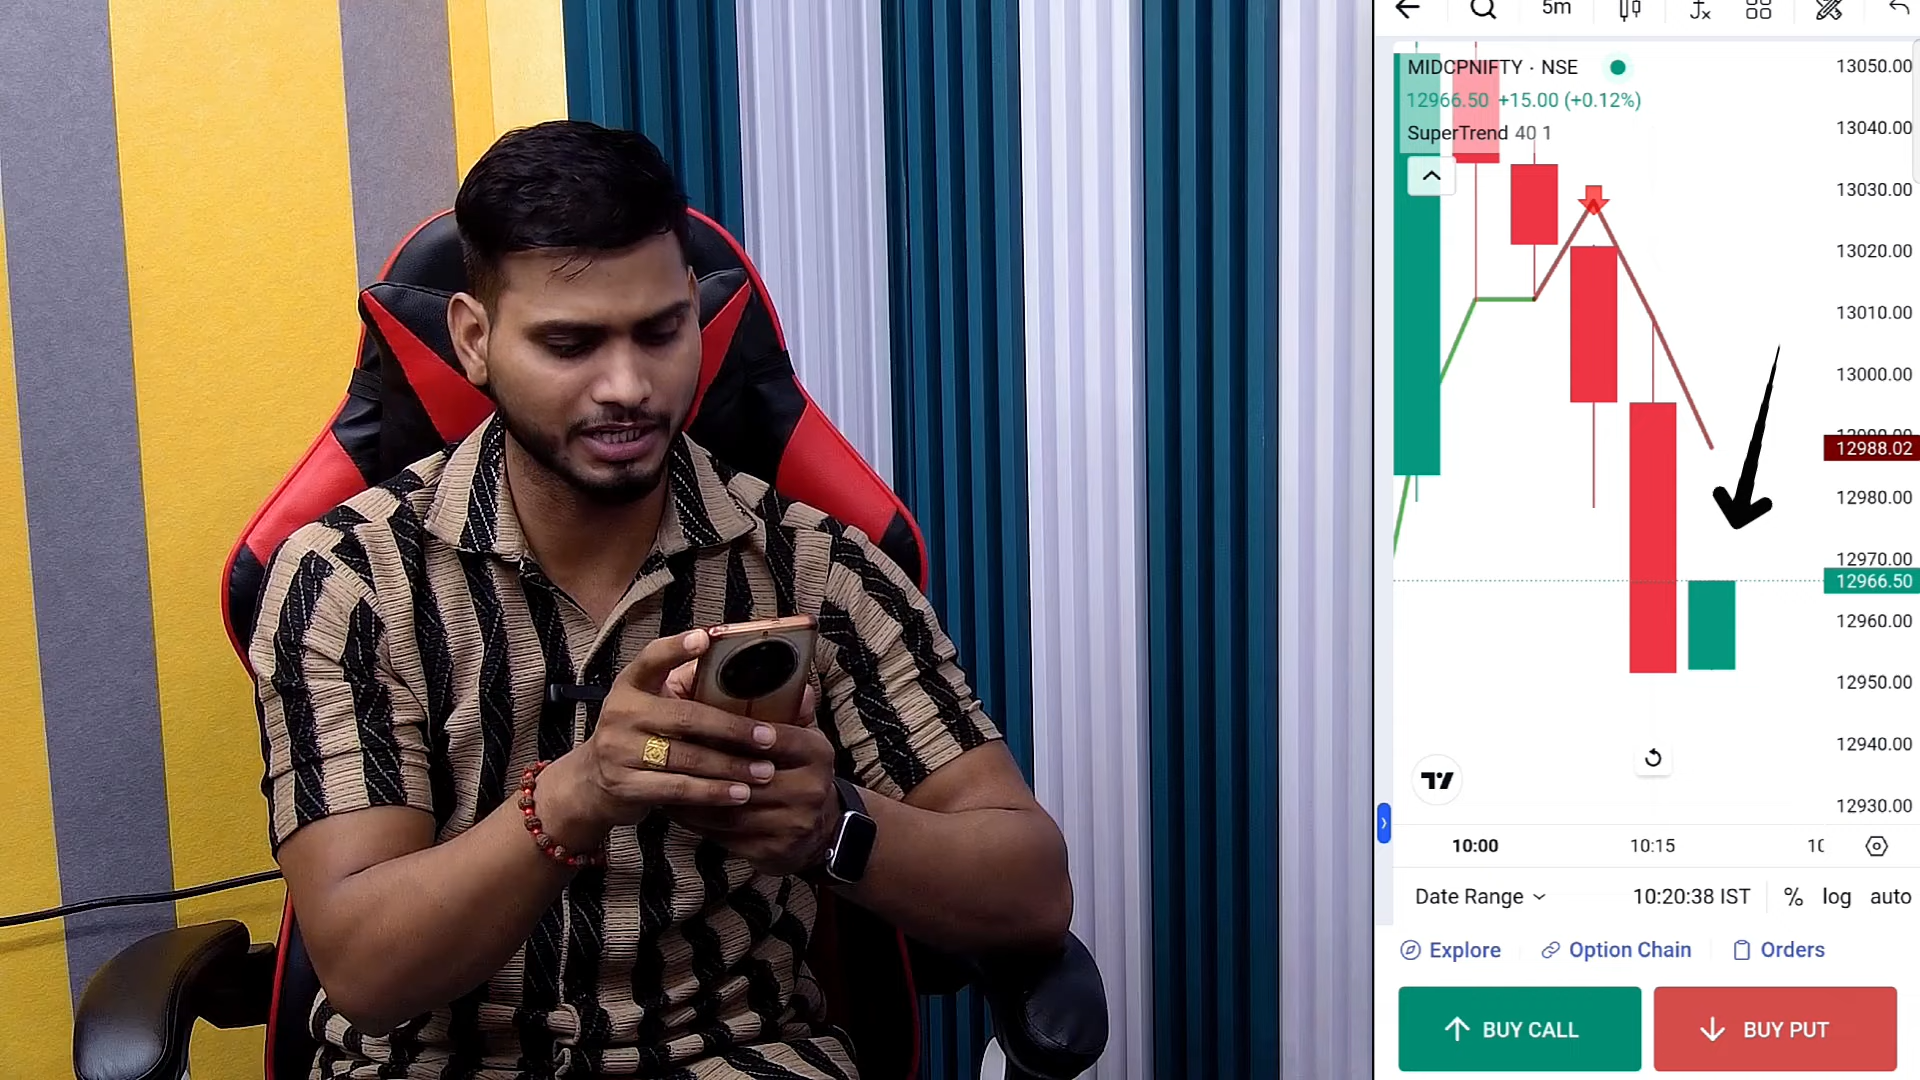 5m
MIDCPNIFTY · NSE
12966.50 +15.00 (+0.12%)
SuperTrend 40 1
13050.00
13040.00
13030.00
13020.00
13010.00
13000.00
12988.02
12980.00
12970.00
12966.50
12960.00
12950.00
12940.00
12930.00
10:00 10:15
Date Range 10:20:38 IST % log auto
Explore Option Chain Orders
BUY CALL BUY PUT